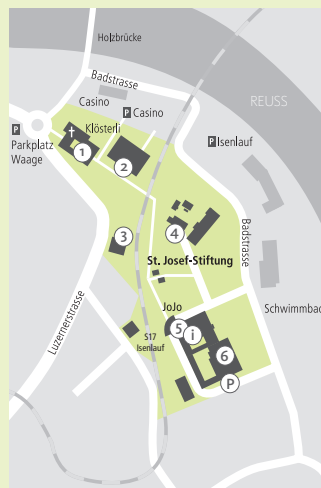 Holzbrücke
Badstrasse
REUSS
Casino
P Casino
Klösterli
P
Parkplatz
Waage
1
2
P Isenlauf
3
4
Badstrasse
St. Josef-Stiftung
Luzernerstrasse
JoJo
Schwimmbad
5
i
S17
Isenlauf
6
P